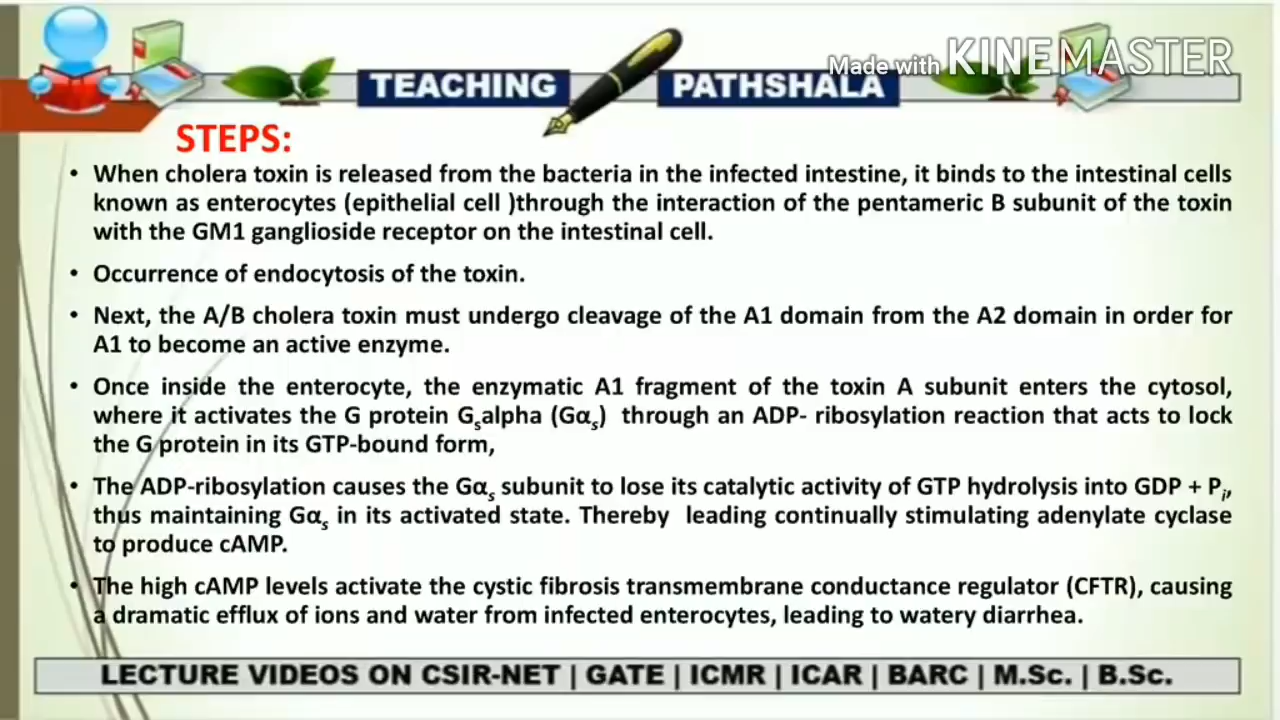 Made with KINEMASTER
TEACHING PATHSHALA
STEPS:
• When cholera toxin is released from the bacteria in the infected intestine, it binds to the intestinal cells
known as enterocytes (epithelial cell )through the interaction of the pentameric B subunit of the toxin
with the GM1 ganglioside receptor on the intestinal cell.
• Occurrence of endocytosis of the toxin.
• Next, the A/B cholera toxin must undergo cleavage of the A1 domain from the A2 domain in order for
A1 to become an active enzyme.
• Once inside the enterocyte, the enzymatic A1 fragment of the toxin A subunit enters the cytosol,
where it activates the G protein Gsalpha (Gαs) through an ADP- ribosylation reaction that acts to lock
the G protein in its GTP-bound form,
• The ADP-ribosylation causes the Gαs subunit to lose its catalytic activity of GTP hydrolysis into GDP + Pi,
thus maintaining Gαs in its activated state. Thereby leading continually stimulating adenylate cyclase
to produce cAMP.
• The high cAMP levels activate the cystic fibrosis transmembrane conductance regulator (CFTR), causing
a dramatic efflux of ions and water from infected enterocytes, leading to watery diarrhea.
LECTURE VIDEOS ON CSIR-NET | GATE | ICMR | ICAR | BARC | M.Sc. | B.Sc.